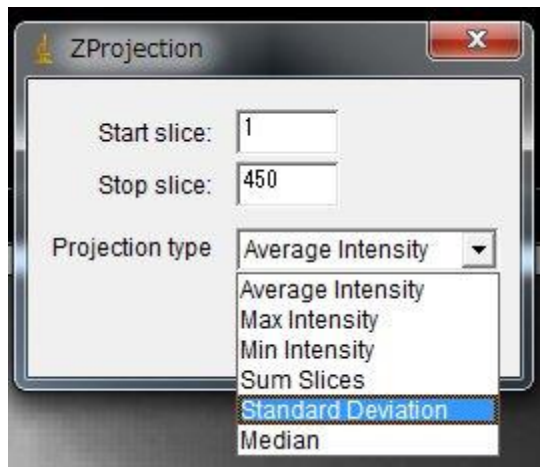 ZProjection
Start slice: 1
Stop slice: 450
Projection type Average Intensity
Average Intensity
Max Intensity
Min Intensity
Sum Slices
Standard Deviation
Median